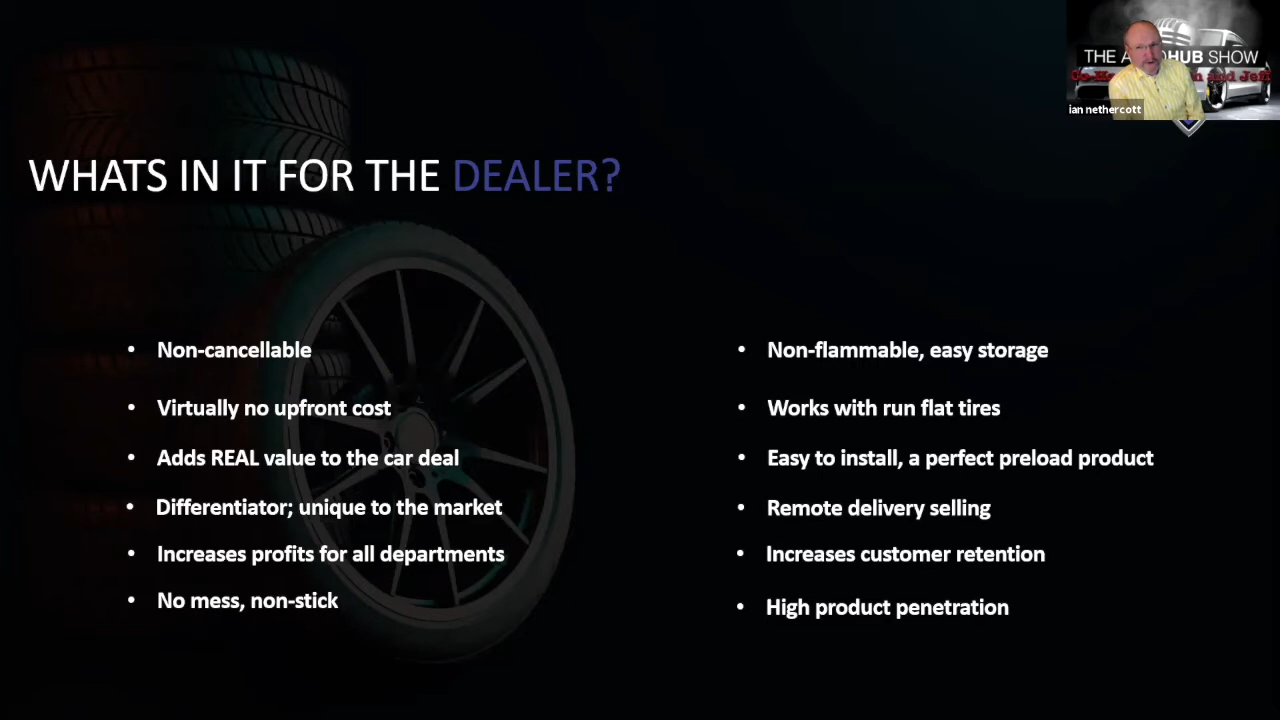 THE A HUB SHOW
and Jeff
ian nethercott
WHATS IN IT FOR THE DEALER?
• Non-cancellable
• Virtually no upfront cost
• Adds REAL value to the car deal
• Differentiator; unique to the market
• Increases profits for all departments
• No mess, non-stick
• Non-flammable, easy storage
• Works with run flat tires
• Easy to install, a perfect preload product
• Remote delivery selling
• Increases customer retention
• High product penetration